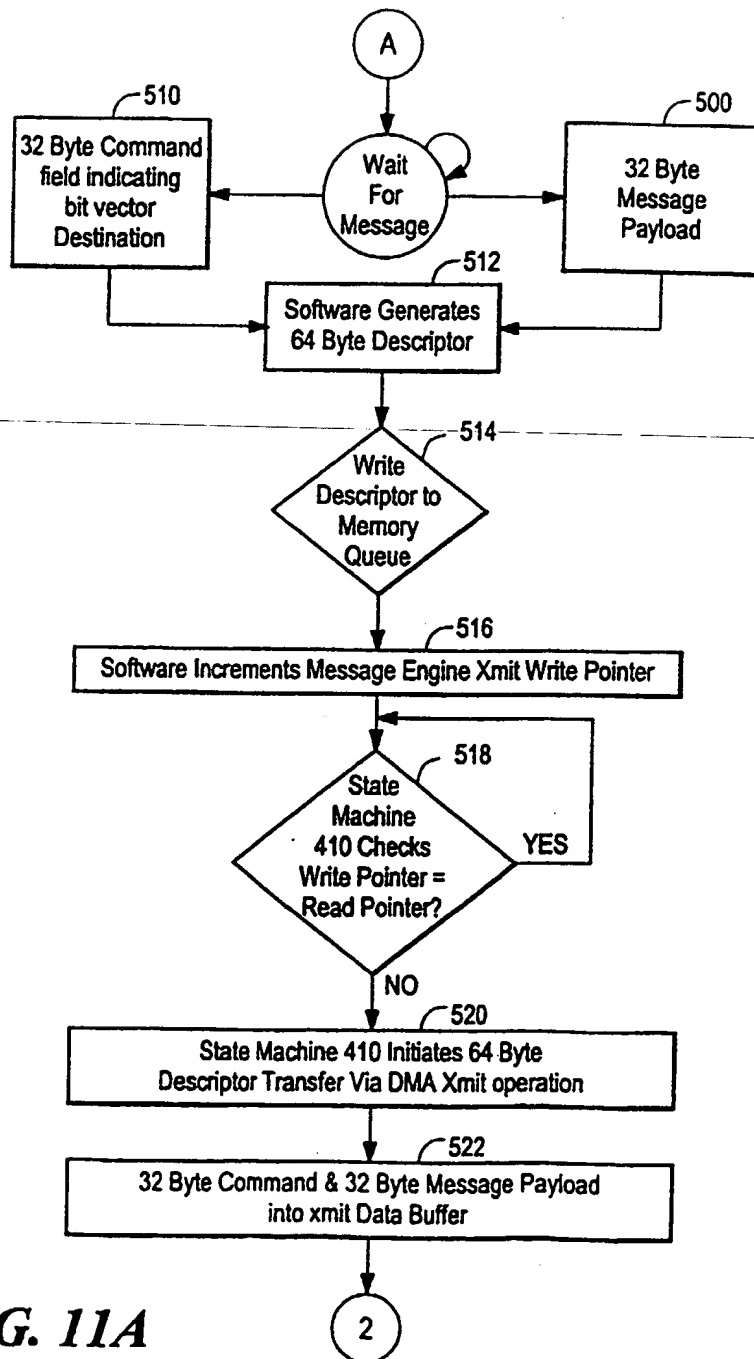 A
510
32 Byte Command
field indicating
bit vector
Destination
Wait
For
Message
500
32 Byte
Message
Payload
512
Software Generates
64 Byte Descriptor
514
Write
Descriptor to
Memory
Queue
516
Software Increments Message Engine Xmit Write Pointer
518
State
Machine
410 Checks
Write Pointer =
Read Pointer?
YES
NO
520
State Machine 410 Initiates 64 Byte
Descriptor Transfer Via DMA Xmit operation
522
32 Byte Command & 32 Byte Message Payload
into xmit Data Buffer
2
G. 11A